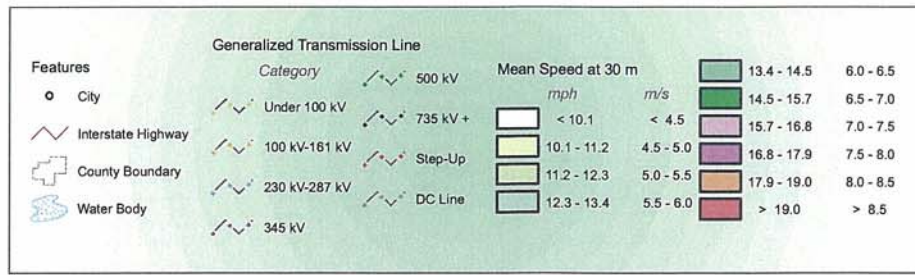 Features
City
Interstate Highway
County Boundary
Water Body
Generalized Transmission Line
Category
Under 100 kV
100 kV-161 kV
230 kV-287 kV
345 kV
500 kV
735 kV +
Step-Up
DC Line
Mean Speed at 30 m
mph m/s
< 10.1 < 4.5
10.1 - 11.2 4.5 - 5.0
11.2 - 12.3 5.0 - 5.5
12.3 - 13.4 5.5 - 6.0
13.4 - 14.5 6.0 - 6.5
14.5 - 15.7 6.5 - 7.0
15.7 - 16.8 7.0 - 7.5
16.8 - 17.9 7.5 - 8.0
17.9 - 19.0 8.0 - 8.5
> 19.0 > 8.5